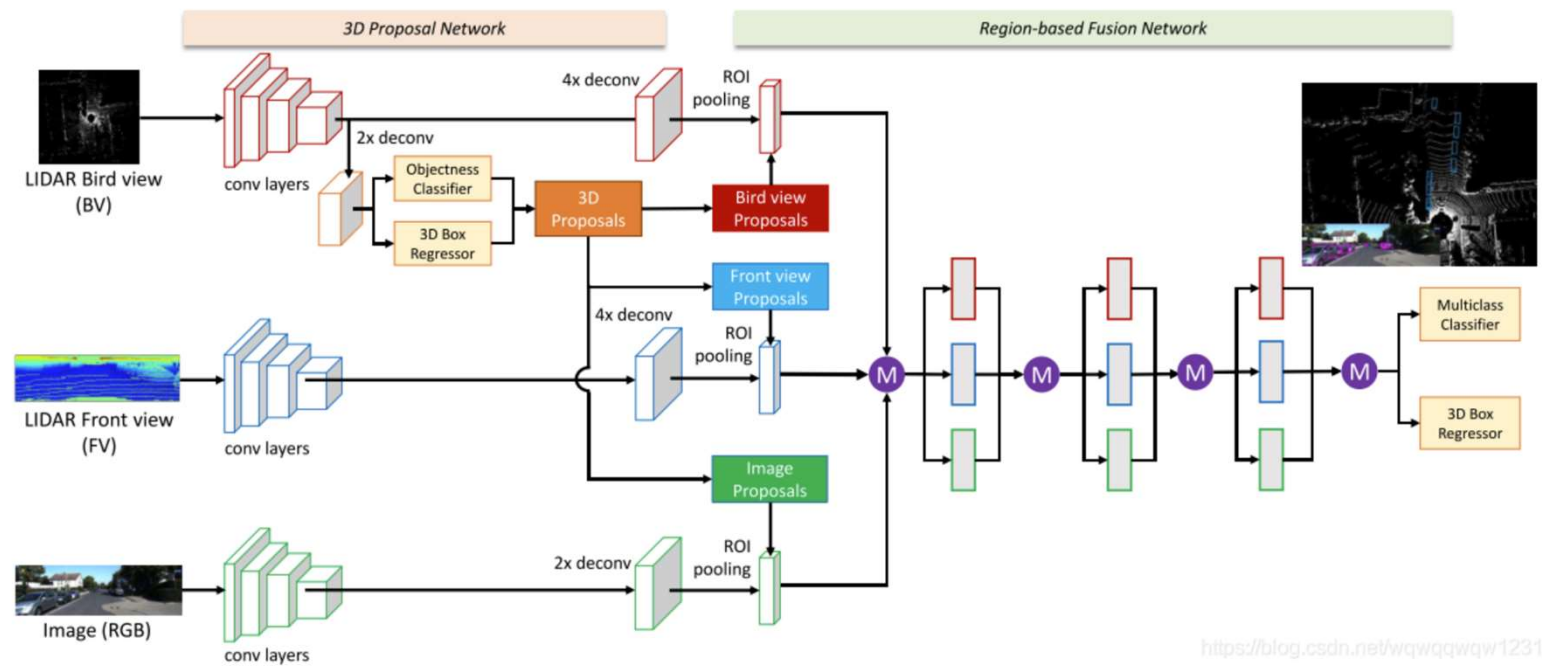 3D Proposal Network
Region-based Fusion Network
LIDAR Bird view
(BV)
conv layers
4x deconv
ROI
pooling
2x deconv
Objectness
Classifier
3D Box
Regressor
3D
Proposals
Bird view
Proposals
Front view
Proposals
LIDAR Front view
(FV)
conv layers
4x deconv
ROI
pooling
Image
Proposals
Image (RGB)
conv layers
2x deconv
ROI
pooling
M
M
M
M
Multiclass
Classifier
3D Box
Regressor
https://blog.csdn.net/wqwqqwqw1231